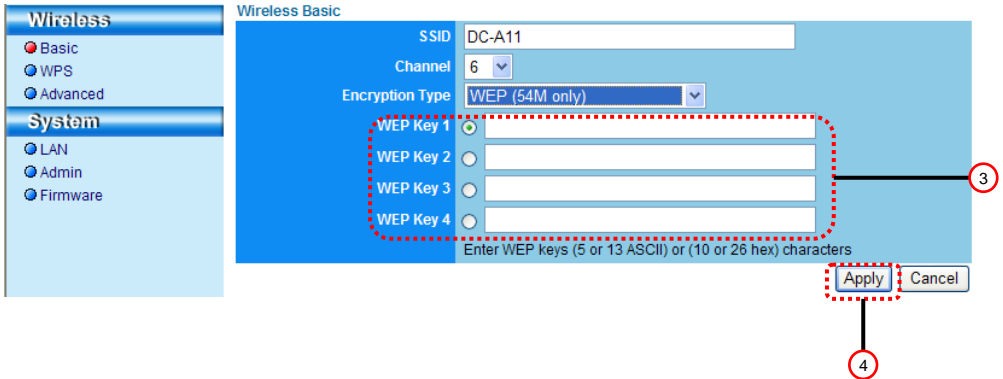 Wireless
Basic
WPS
Advanced
System
LAN
Admin
Firmware
Wireless Basic
SSID DC-A11
Channel 6
Encryption Type WEP (54M only)
WEP Key 1
WEP Key 2
WEP Key 3
WEP Key 4
Enter WEP keys (5 or 13 ASCII) or (10 or 26 hex) characters
Apply Cancel
3
4